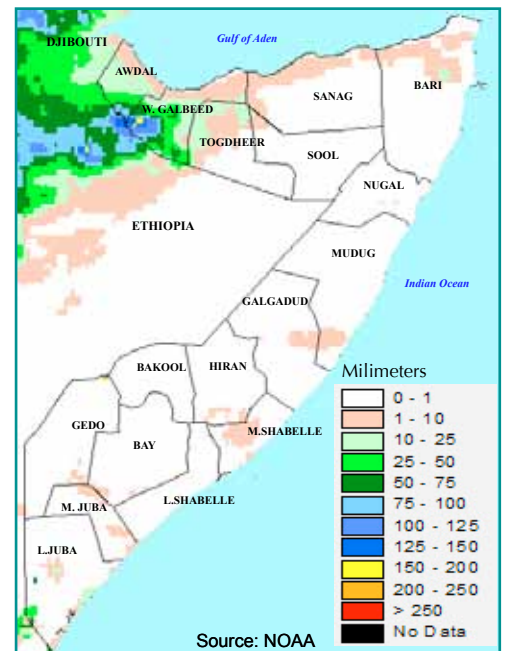 DJIBOUTI
Gulf of Aden
AWDAL
BARI
SANAG
W. GALBEED
TOGDHEER
SOOL
NUGAL
ETHIOPIA
MUDUG
Indian Ocean
GALGADUD
BAKOOL
HIRAN
GEDO
M.SHABELLE
BAY
L.SHABELLE
M. JUBA
L.JUBA
Milimeters
0 - 1
1 - 10
10 - 25
25 - 50
50 - 75
75 - 100
100 - 125
125 - 150
150 - 200
200 - 250
> 250
No Data
Source: NOAA